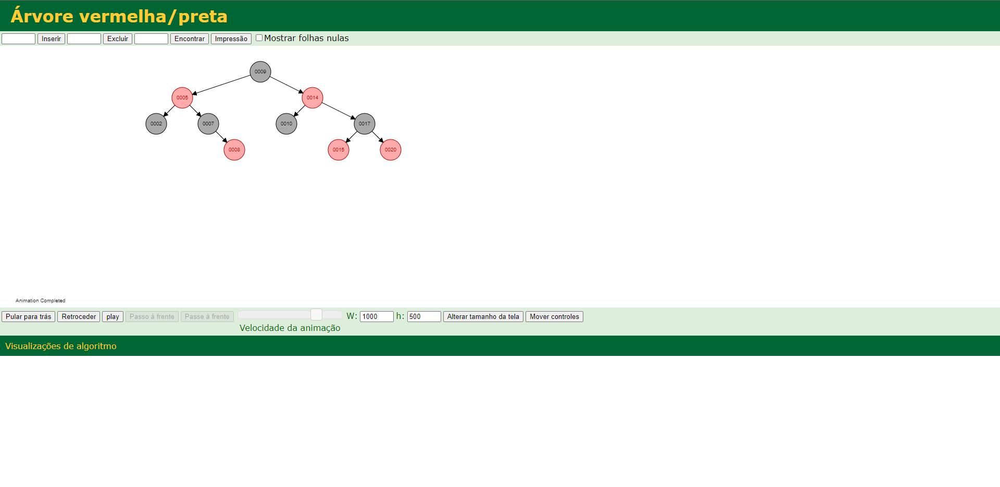 Árvore vermelha/preta
Inserir Excluir Encontrar Impressão Mostrar folhas nulas
0009
0005 0014
0002 0007 0010 0017
0008 0015 0020
Animation Completed
Pular para trás Retroceder play Passo à frente Passe à frente W: 1000 h: 500 Alterar tamanho da tela Mover controles
Velocidade da animação
Visualizações de algoritmo